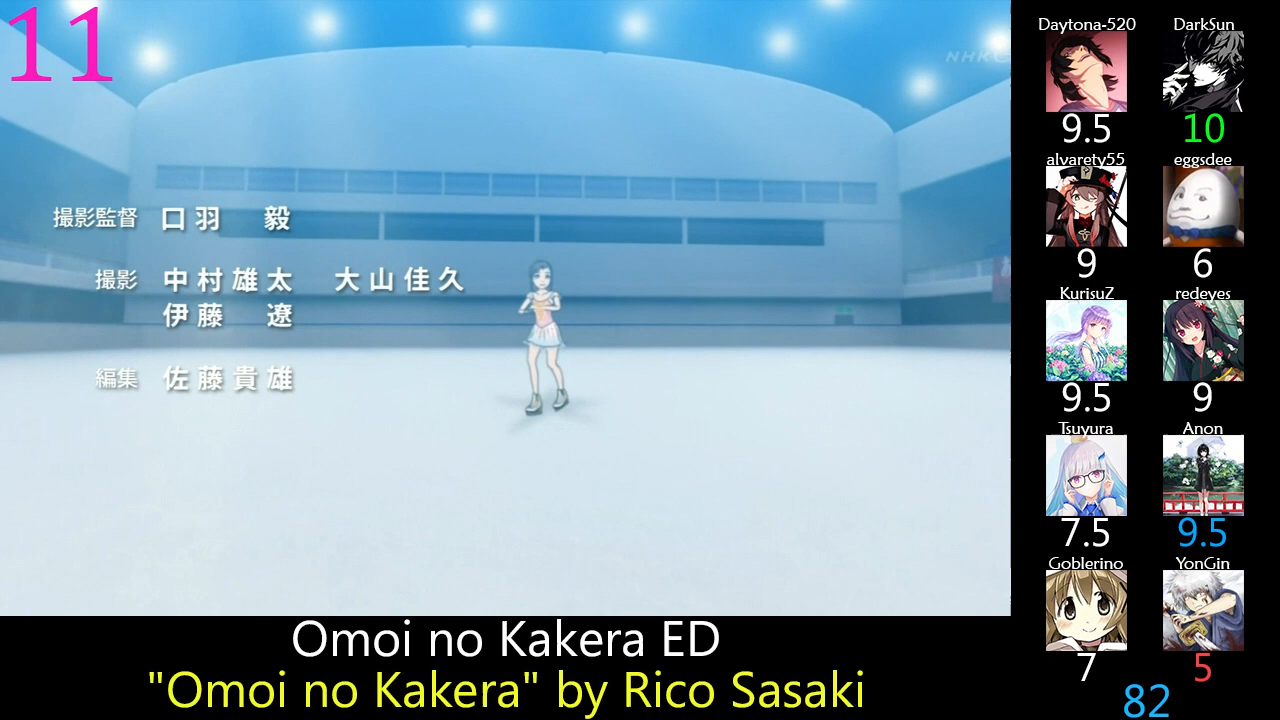 11
NHK
撮影監督 口羽 毅
撮影 中村雄太 大山佳久
伊藤 遼
編集 佐藤貴雄
Omoi no Kakera ED
"Omoi no Kakera" by Rico Sasaki
Daytona-520 DarkSun
9.5 10
alvarety55 eggsdee
9 6
KurisuZ redeyes
9.5 9
Tsuyura Anon
7.5 9.5
Goblerino YonGin
7 5
82